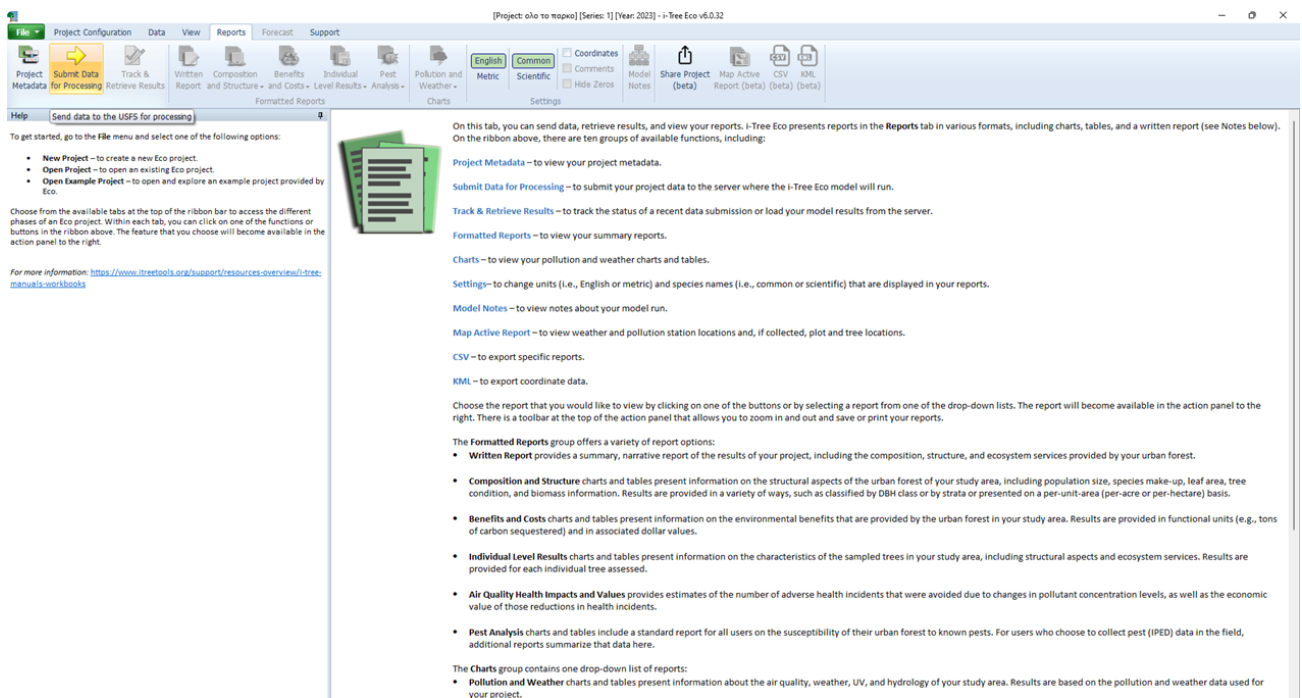 [Project: ολο το παρκο] [Series: 1] [Year: 2023] - i-Tree Eco v6.0.32
File Project Configuration Data View Reports Forecast Support
Project Metadata
Submit Data for Processing
Track & Retrieve Results
Written Report
Composition and Structure
Benefits and Costs
Individual Level Results
Pest Analysis
Formatted Reports
Pollution and Weather
Charts
English
Metric
Common
Scientific
Coordinates
Comments
Hide Zeros
Settings
Model Notes
Share Project (beta)
Map Active Report (beta)
CSV (beta)
KML (beta)
Help
Send data to the USFS for processing
To get started, go to the File menu and select one of the following options:
• New Project – to create a new Eco project.
• Open Project – to open an existing Eco project.
• Open Example Project – to open and explore an example project provided by
Eco.
Choose from the available tabs at the top of the ribbon bar to access the different
phases of an Eco project. Within each tab, you can click on one of the functions or
buttons in the ribbon above. The feature that you choose will become available in the
action panel to the right.
For more information: https://www.itreetools.org/support/resources-overview/i-tree-
manuals-workbooks
On this tab, you can send data, retrieve results, and view your reports. i-Tree Eco presents reports in the Reports tab in various formats, including charts, tables, and a written report (see Notes below).
On the ribbon above, there are ten groups of available functions, including:
Project Metadata – to view your project metadata.
Submit Data for Processing – to submit your project data to the server where the i-Tree Eco model will run.
Track & Retrieve Results – to track the status of a recent data submission or load your model results from the server.
Formatted Reports – to view your summary reports.
Charts – to view your pollution and weather charts and tables.
Settings– to change units (i.e., English or metric) and species names (i.e., common or scientific) that are displayed in your reports.
Model Notes – to view notes about your model run.
Map Active Report – to view weather and pollution station locations and, if collected, plot and tree locations.
CSV – to export specific reports.
KML – to export coordinate data.
Choose the report that you would like to view by clicking on one of the buttons or by selecting a report from one of the drop-down lists. The report will become available in the action panel to the
right. There is a toolbar at the top of the action panel that allows you to zoom in and out and save or print your reports.
The Formatted Reports group offers a variety of report options:
• Written Report provides a summary, narrative report of the results of your project, including the composition, structure, and ecosystem services provided by your urban forest.
• Composition and Structure charts and tables present information on the structural aspects of the urban forest of your study area, including population size, species make-up, leaf area, tree
condition, and biomass information. Results are provided in a variety of ways, such as classified by DBH class or by strata or presented on a per-unit-area (per-acre or per-hectare) basis.
• Benefits and Costs charts and tables present information on the environmental benefits that are provided by the urban forest in your study area. Results are provided in functional units (e.g., tons
of carbon sequestered) and in associated dollar values.
• Individual Level Results charts and tables present information on the characteristics of the sampled trees in your study area, including structural aspects and ecosystem services. Results are
provided for each individual tree assessed.
• Air Quality Health Impacts and Values provides estimates of the number of adverse health incidents that were avoided due to changes in pollutant concentration levels, as well as the economic
value of those reductions in health incidents.
• Pest Analysis charts and tables include a standard report for all users on the susceptibility of their urban forest to known pests. For users who choose to collect pest (IPED) data in the field,
additional reports summarize that data here.
The Charts group contains one drop-down list of reports:
• Pollution and Weather charts and tables present information about the air quality, weather, UV, and hydrology of your study area. Results are based on the pollution and weather data used for
your project.